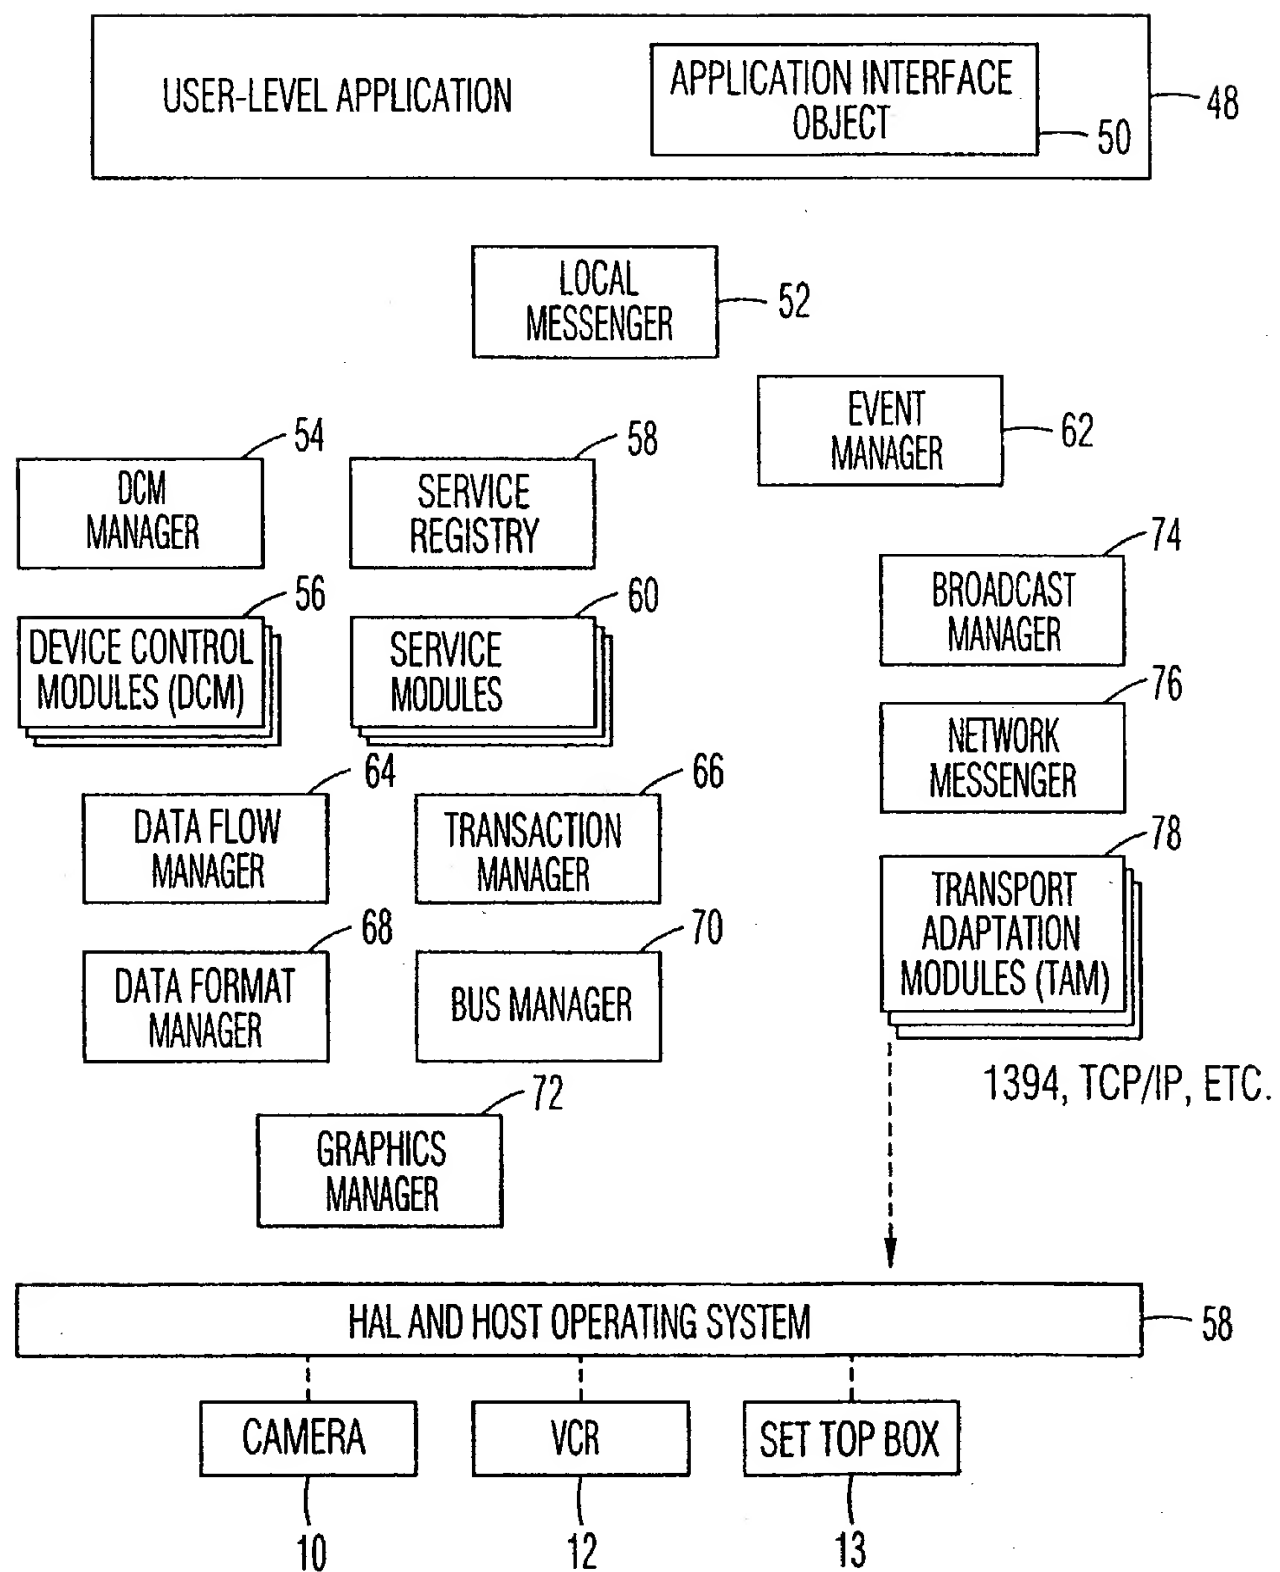 USER-LEVEL APPLICATION
APPLICATION INTERFACE
OBJECT
48
50
LOCAL
MESSENGER
52
EVENT
MANAGER
62
54
DCM
MANAGER
58
SERVICE
REGISTRY
74
BROADCAST
MANAGER
56
DEVICE CONTROL
MODULES (DCM)
60
SERVICE
MODULES
76
NETWORK
MESSENGER
64
DATA FLOW
MANAGER
66
TRANSACTION
MANAGER
78
TRANSPORT
ADAPTATION
MODULES (TAM)
68
DATA FORMAT
MANAGER
70
BUS MANAGER
1394, TCP/IP, ETC.
72
GRAPHICS
MANAGER
HAL AND HOST OPERATING SYSTEM
58
CAMERA
VCR
SET TOP BOX
10
12
13